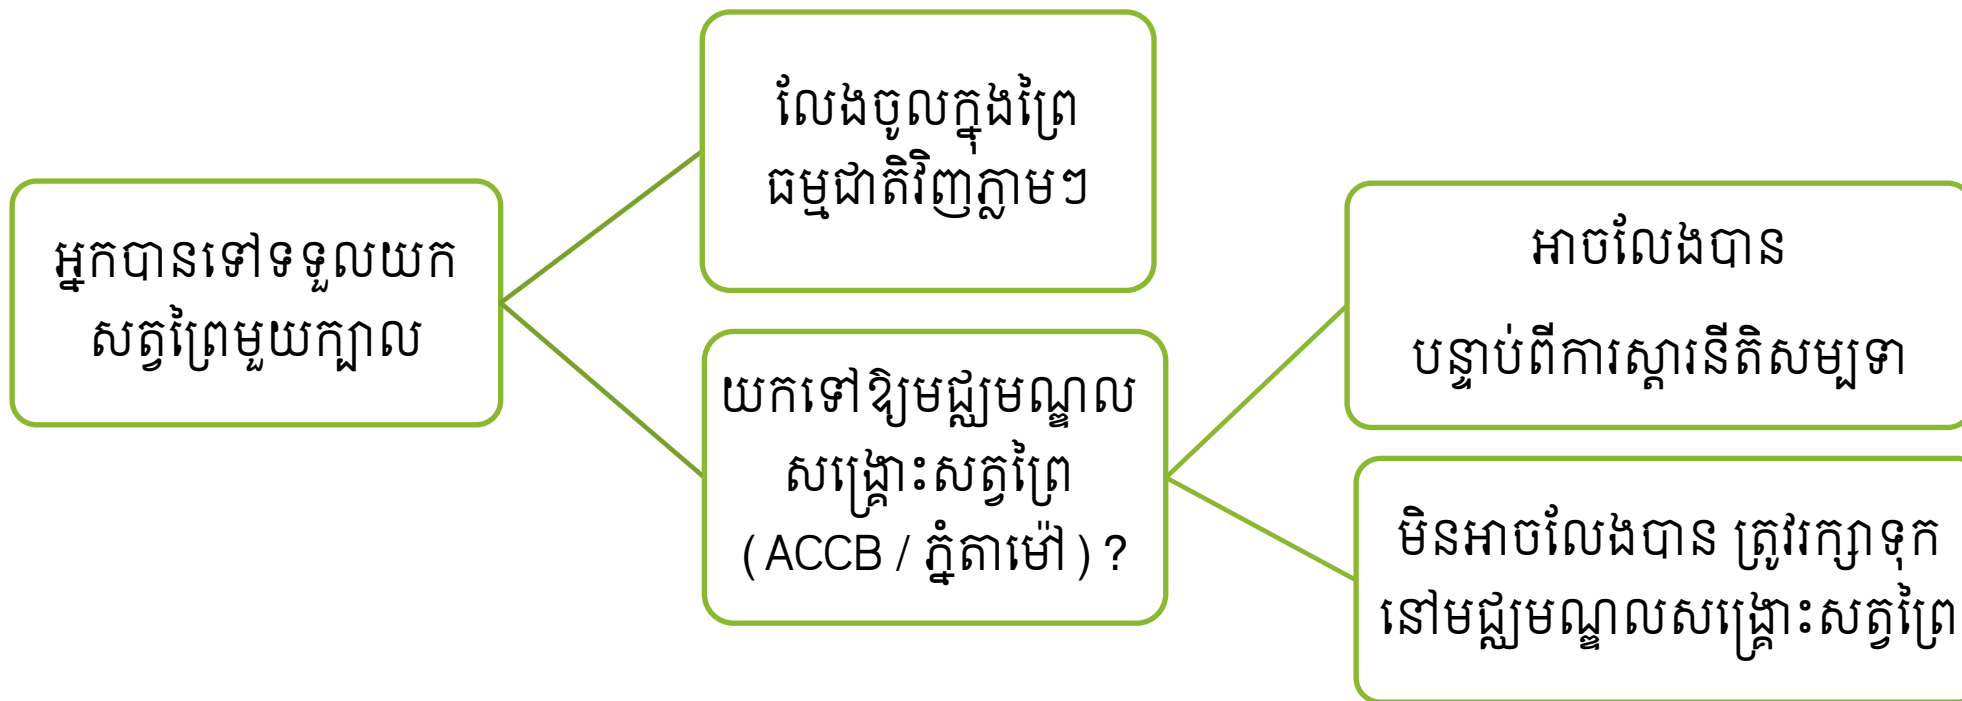 អ្នកបានទៅទទួលយក
សត្វព្រៃមួយក្បាល
លែងចូលក្នុងព្រៃ
ធម្មជាតិវិញភ្លាមៗ
យកទៅឱ្យមជ្ឈមណ្ឌល
សង្គ្រោះសត្វព្រៃ
(ACCB / ភ្នំតាម៉ៅ) ?
អាចលែងបាន
បន្ទាប់ពីការស្តារនីតិសម្បទា
មិនអាចលែងបាន ត្រូវរក្សាទុក
នៅមជ្ឈមណ្ឌលសង្គ្រោះសត្វព្រៃ